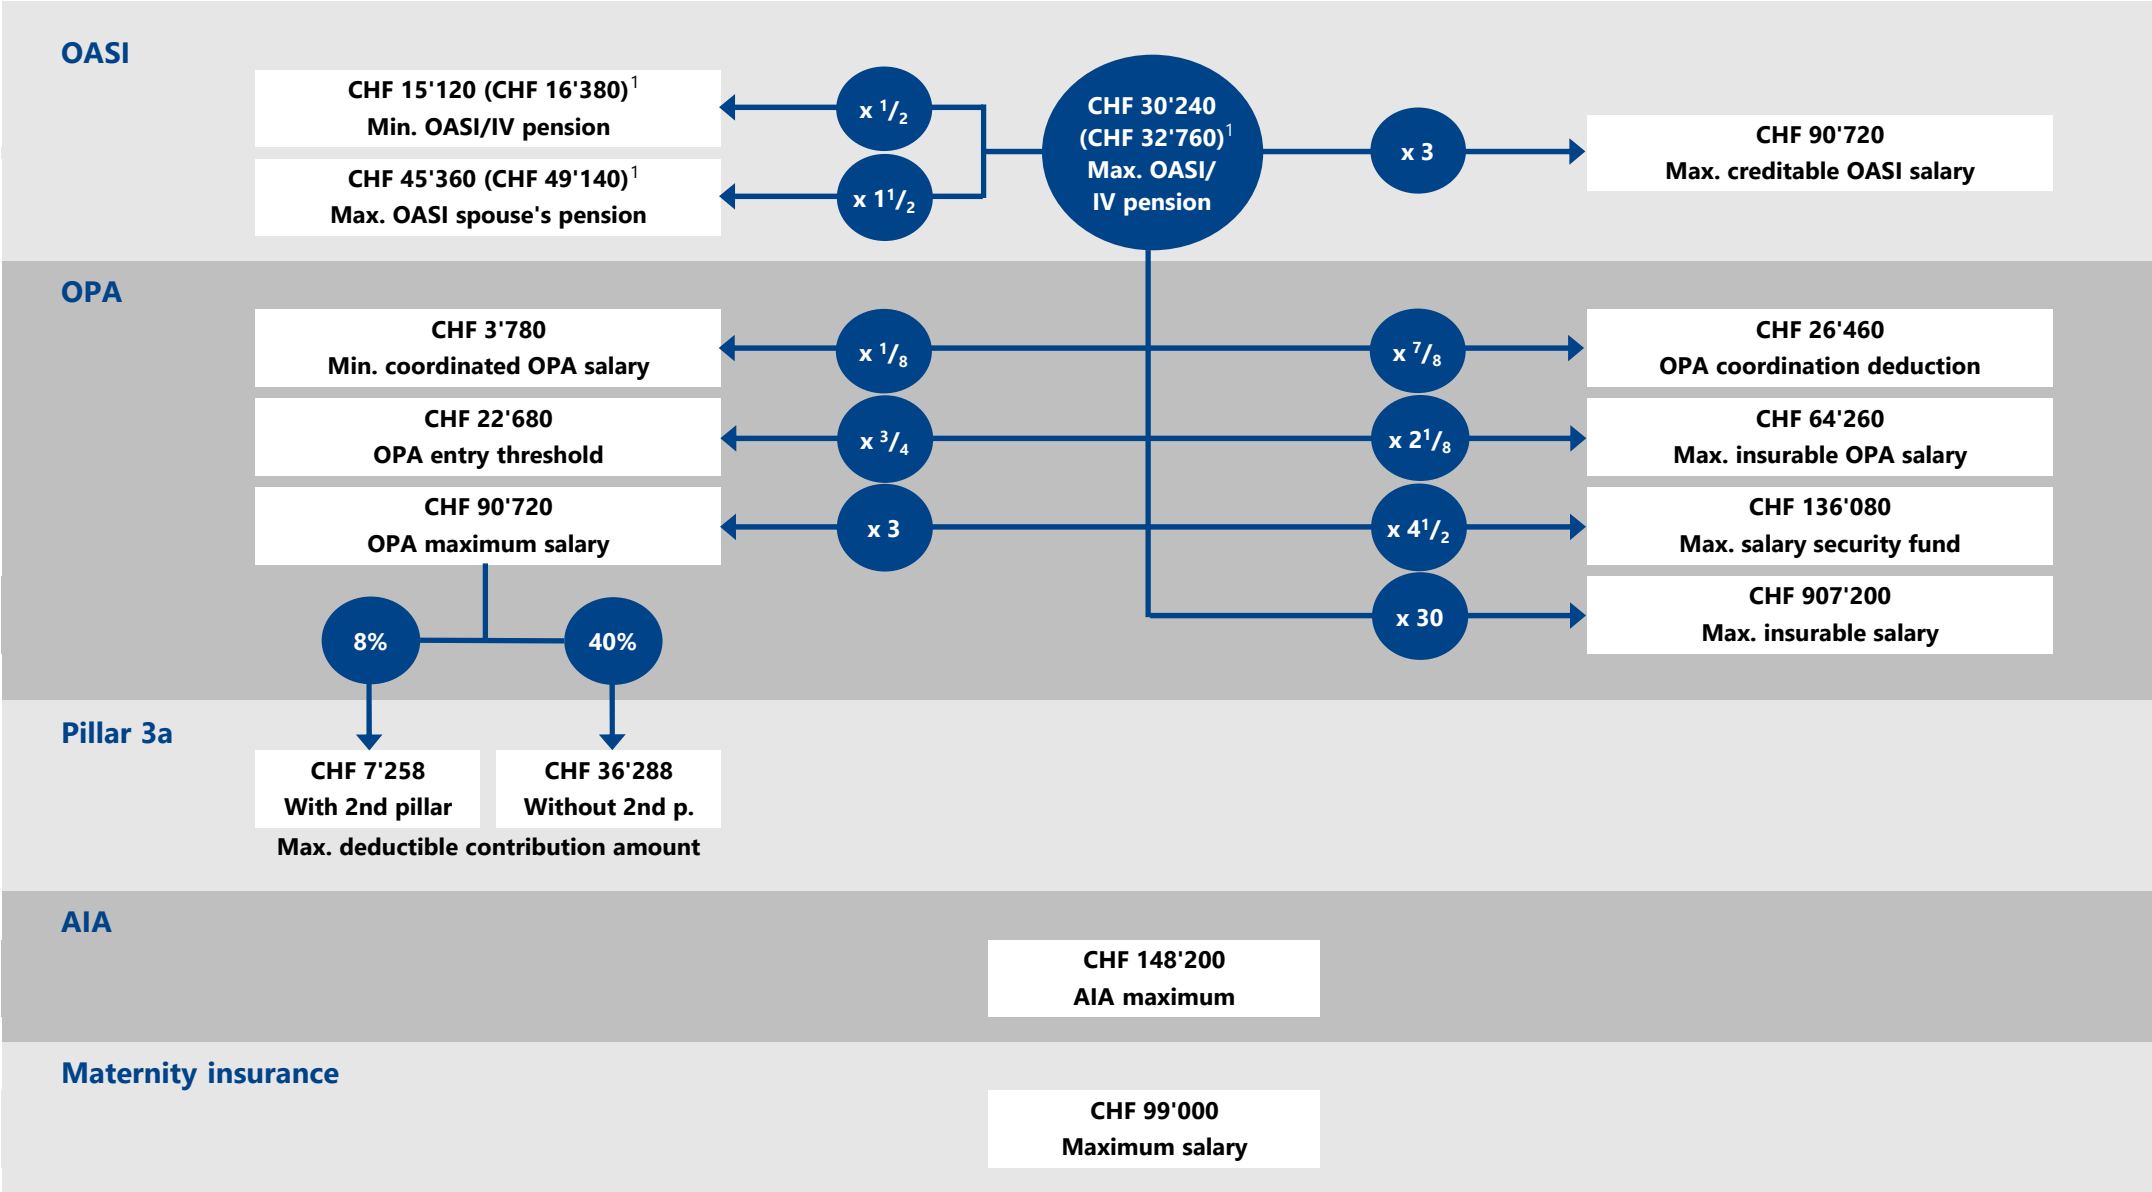 OASI
CHF 15'120 (CHF 16'380)¹
Min. OASI/IV pension
x ¹/₂
CHF 45'360 (CHF 49'140)¹
Max. OASI spouse's pension
x 1¹/₂
CHF 30'240
(CHF 32'760)¹
Max. OASI/
IV pension
x 3
CHF 90'720
Max. creditable OASI salary
OPA
CHF 3'780
Min. coordinated OPA salary
x ¹/₈
x ⁷/₈
CHF 26'460
OPA coordination deduction
CHF 22'680
OPA entry threshold
x ³/₄
x 2¹/₈
CHF 64'260
Max. insurable OPA salary
CHF 90'720
OPA maximum salary
x 3
x 4¹/₂
CHF 136'080
Max. salary security fund
x 30
CHF 907'200
Max. insurable salary
8%
40%
Pillar 3a
CHF 7'258
With 2nd pillar
CHF 36'288
Without 2nd p.
Max. deductible contribution amount
AIA
CHF 148'200
AIA maximum
Maternity insurance
CHF 99'000
Maximum salary